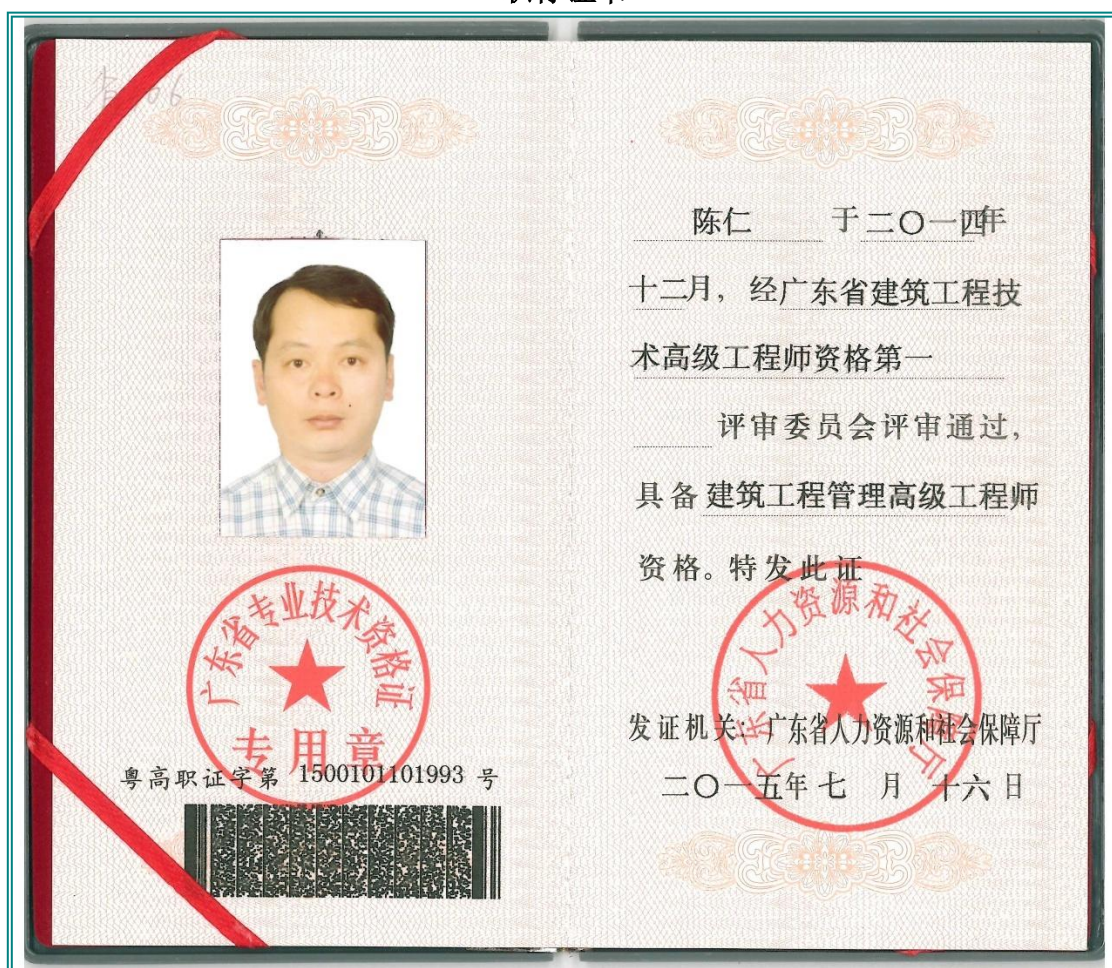 广东省专业技术资格证
专用章
粤高职证字第 1500101101993 号
陈仁 于二〇一四年
十二月，经广东省建筑工程技
术高级工程师资格第一
评审委员会评审通过，
具备建筑工程管理高级工程师
资格。特发此证
广东省人力资源和社会保障厅
发证机关：广东省人力资源和社会保障厅
二〇一五年七月十六日